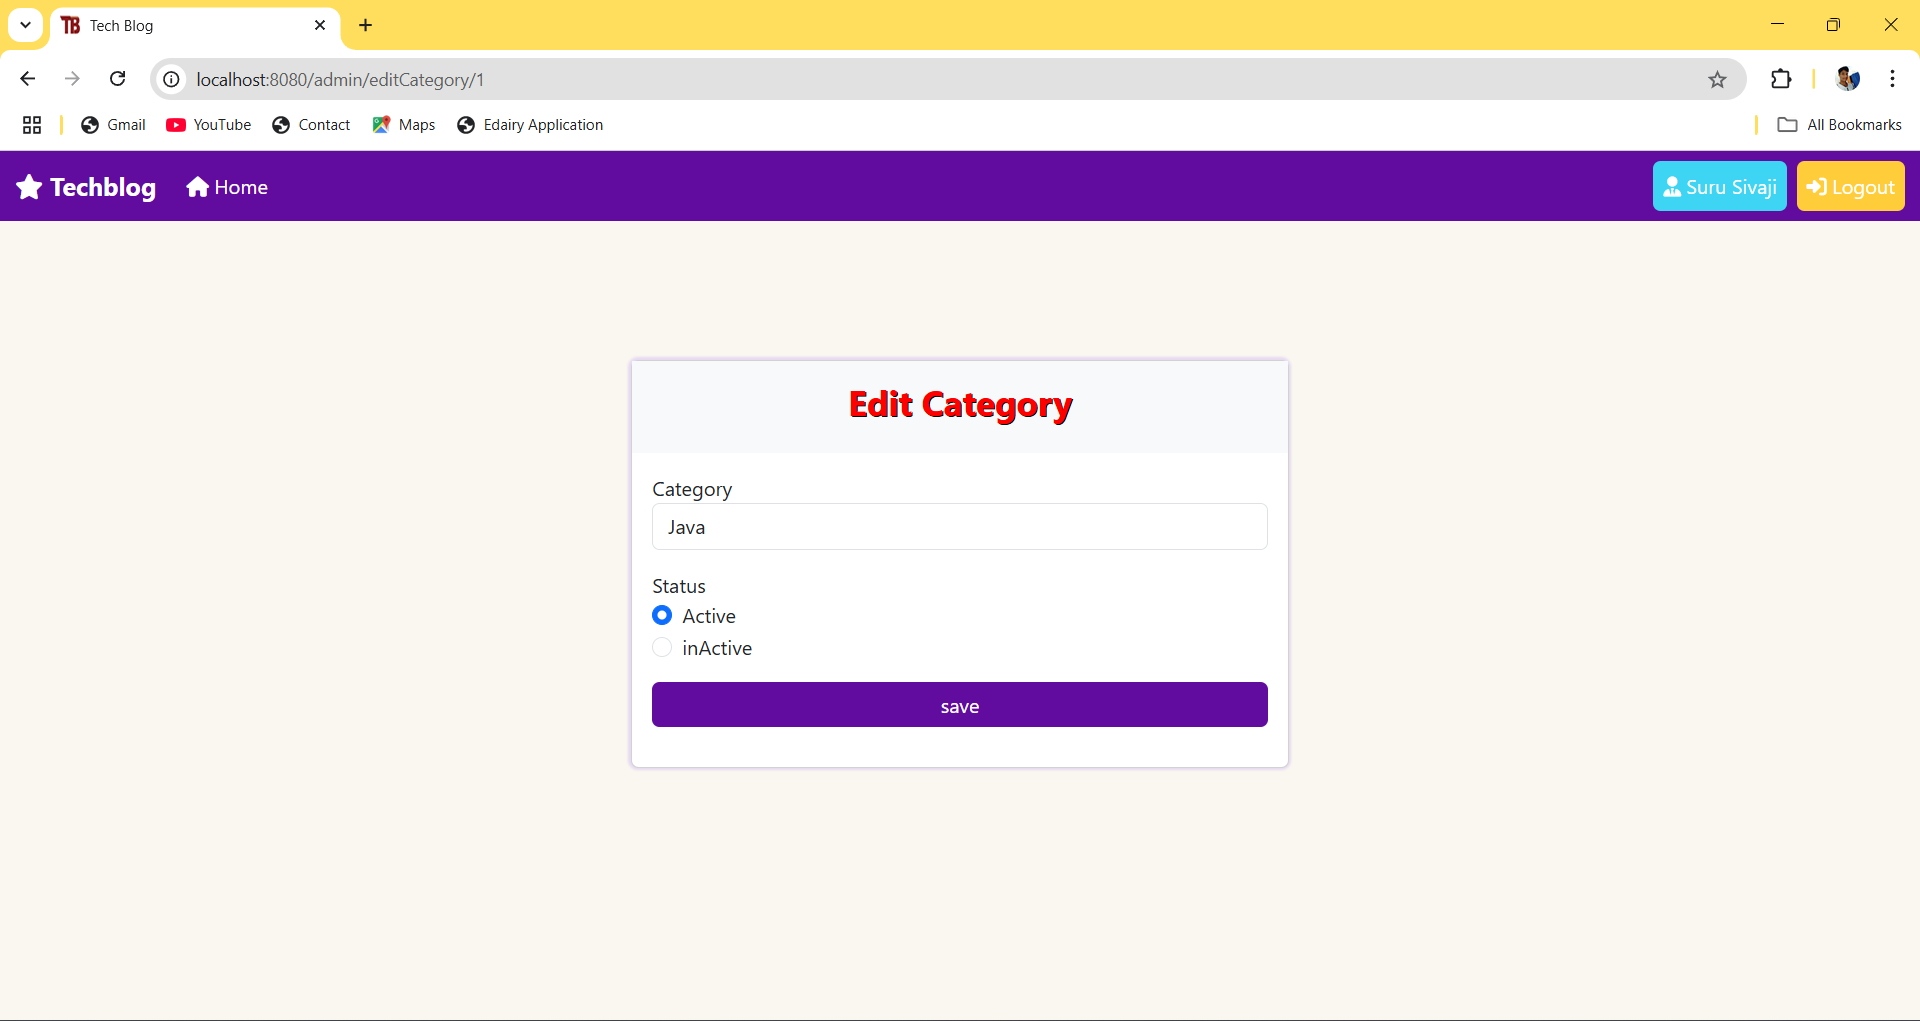 TB Tech Blog
localhost:8080/admin/editCategory/1
Gmail YouTube Contact Maps Edairy Application All Bookmarks
Techblog Home Suru Sivaji Logout
Edit Category
Category
Java
Status
Active
inActive
save